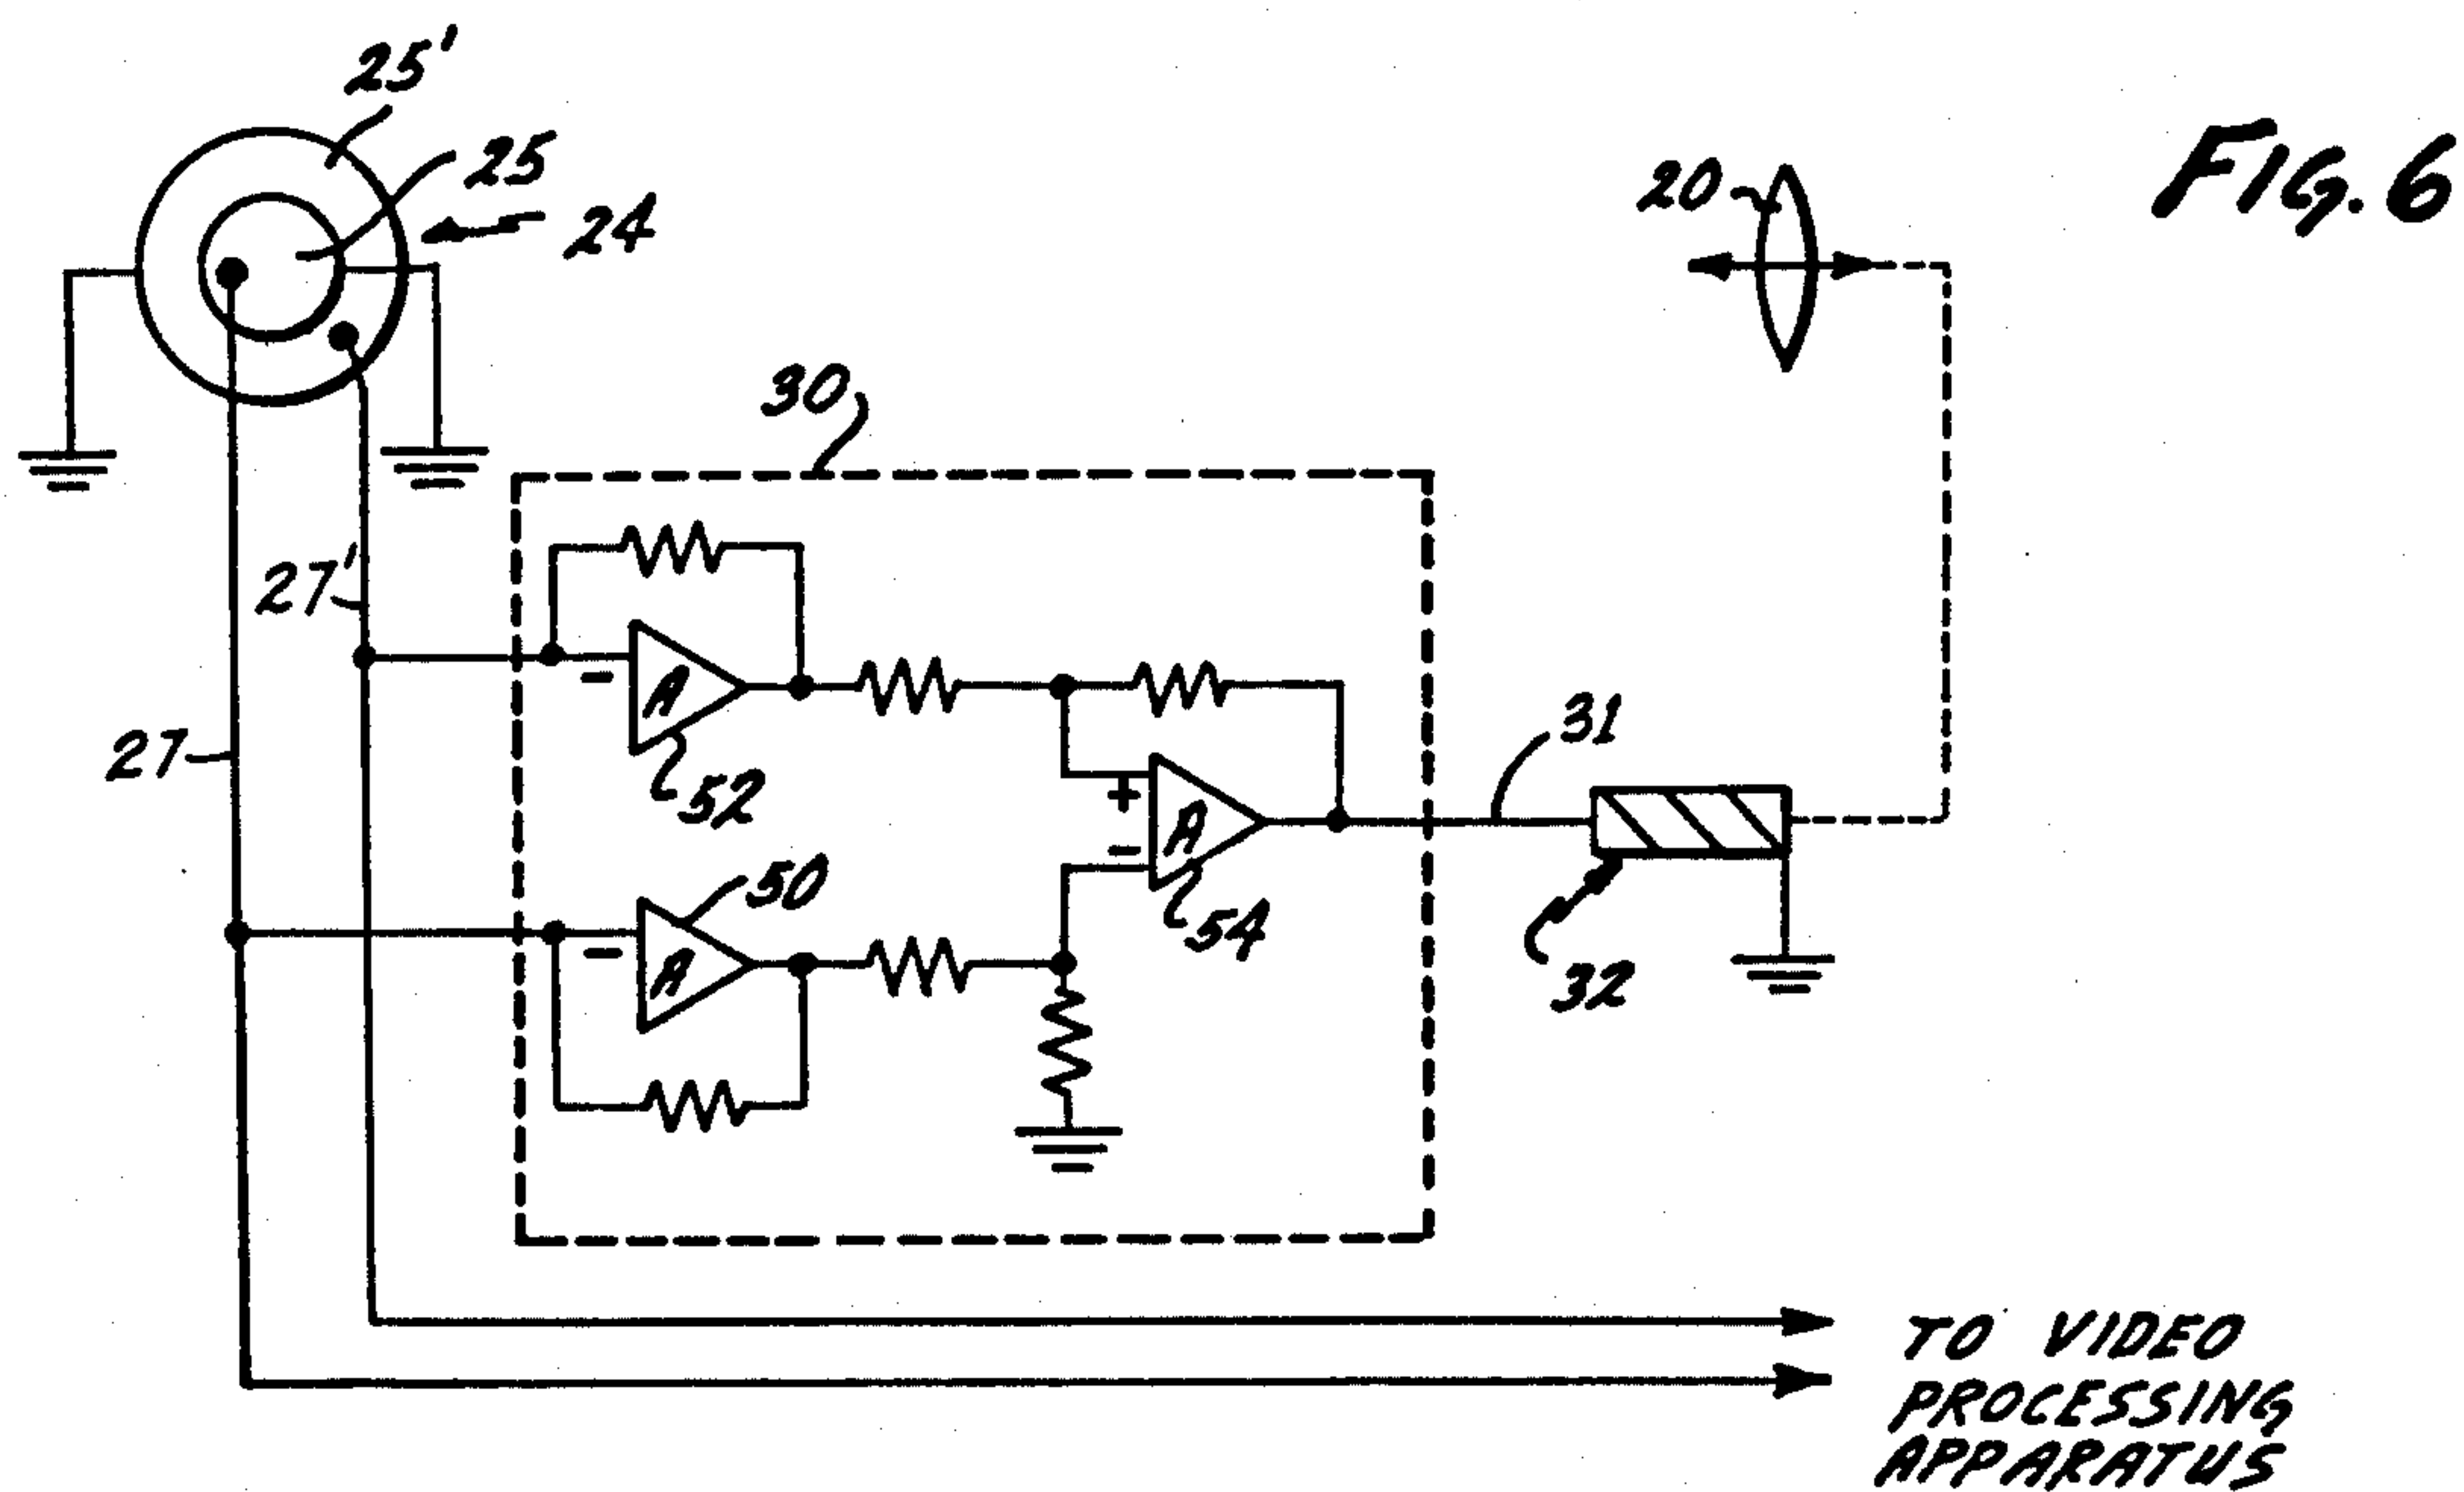 FIG. 6
25'
25
24
20
30
27'
27
A
52
A
50
A
54
+
-
-
-
31
32
TO VIDEO
PROCESSING
APPARATUS